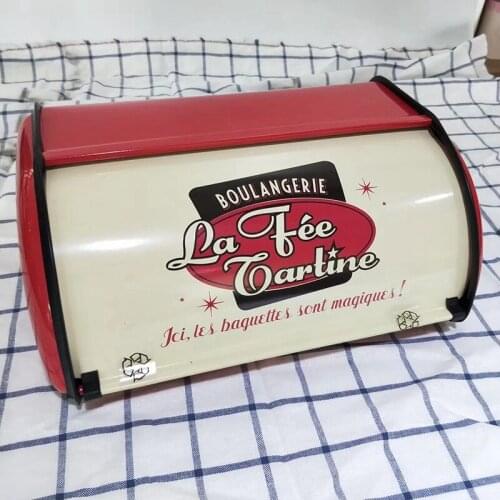 BOULANGERIE
La Fée
Tartine
Ici, les baguettes sont magiques !